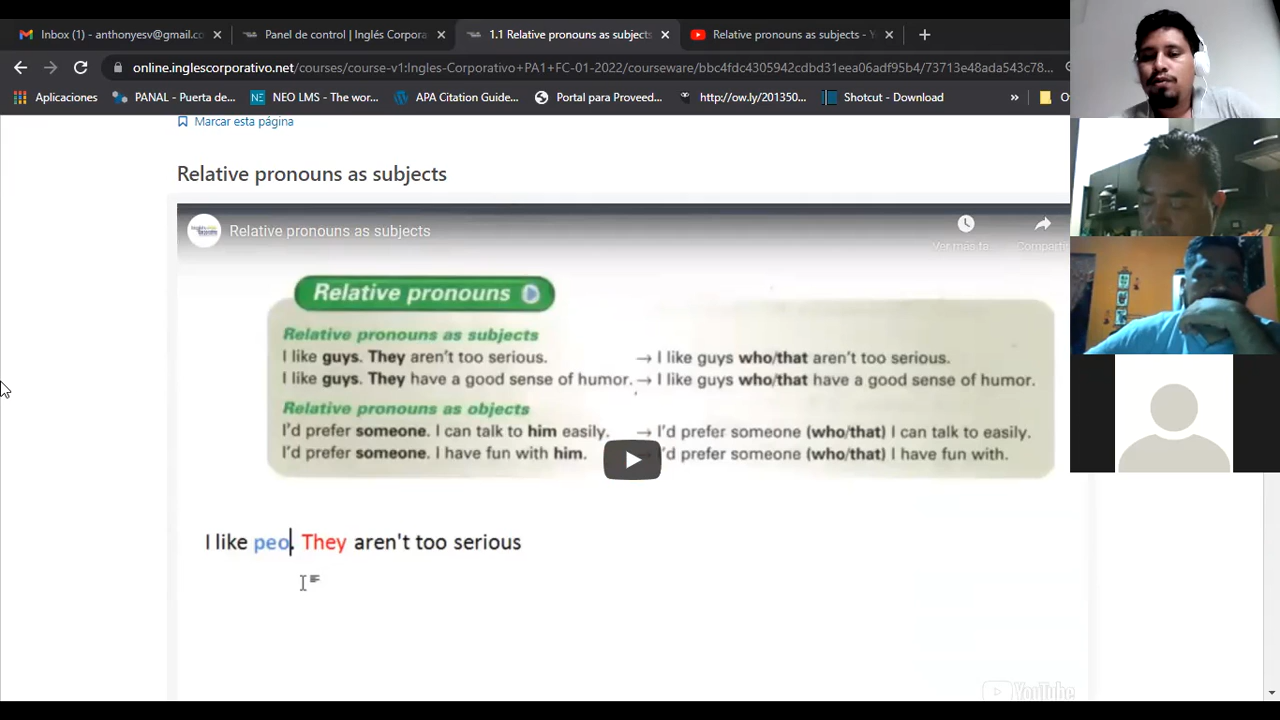 Inbox (1) - anthonyesv@gmail.co
Panel de control | Inglés Corpora
1.1 Relative pronouns as subjects
Relative pronouns as subjects - Y
online.inglescorporativo.net/courses/course-v1:Ingles-Corporativo+PA1+FC-01-2022/courseware/bbc4fdc4305942cdbd31eea06adf95b4/73713e48ada543c78...
Aplicaciones
PANAL - Puerta de...
NEO LMS - The wor...
APA Citation Guide...
Portal para Proveed...
http://ow.ly/201350...
Shotcut - Download
»
Marcar esta página
Relative pronouns as subjects
Relative pronouns as subjects
Ver más ta
Compartir
Relative pronouns
Relative pronouns as subjects
I like guys. They aren't too serious. → I like guys who/that aren't too serious.
I like guys. They have a good sense of humor. → I like guys who/that have a good sense of humor.
Relative pronouns as objects
I'd prefer someone. I can talk to him easily. → I'd prefer someone (who/that) I can talk to easily.
I'd prefer someone. I have fun with him. I'd prefer someone (who/that) I have fun with.
I like peo. They aren't too serious
YouTube